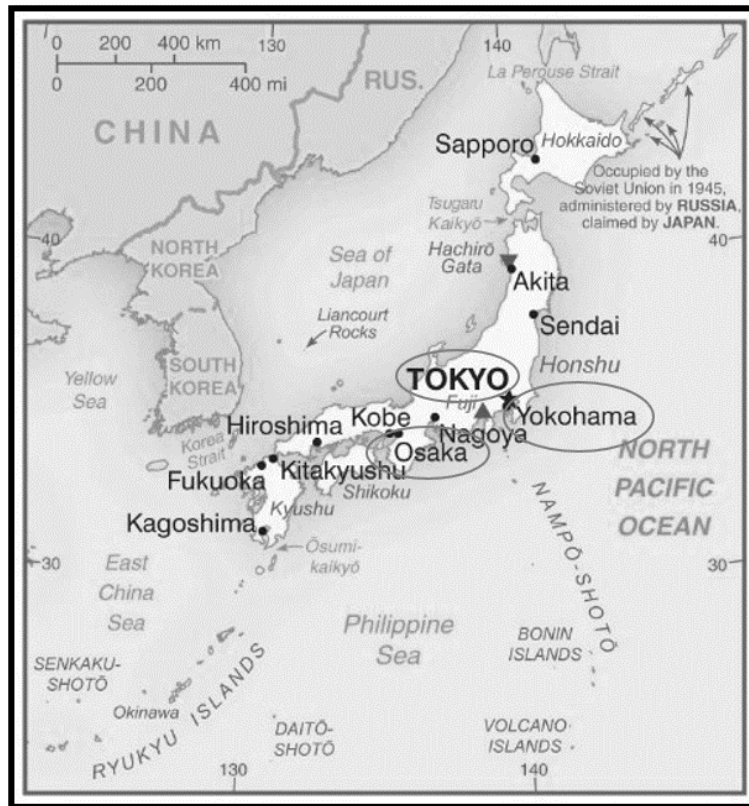 0 200 400 km
0 200 400 mi
130
140
La Perouse Strait
RUS.
CHINA
Sapporo
Hokkaido
Occupied by the
Soviet Union in 1945,
administered by RUSSIA,
claimed by JAPAN.
Tsugaru
Kaikyō
40
40
NORTH
KOREA
Sea of
Japan
Hachirō
Gata
Akita
Liancourt
Rocks
Sendai
SOUTH
KOREA
Yellow
Sea
Honshu
TOKYO
Fuji
Yokohama
Korea
Strait
Hiroshima
Kobe
Nagoya
Osaka
Kitakyushu
Fukuoka
Shikoku
Kyushu
NORTH
PACIFIC
OCEAN
Kagoshima
Ōsumi-
kaikyō
30
30
East
China
Sea
NAMPŌ-SHOTŌ
Philippine
Sea
BONIN
ISLANDS
SENKAKU-
SHOTŌ
Okinawa
RYUKYU ISLANDS
DAITŌ-
SHOTŌ
VOLCANO
ISLANDS
130
140